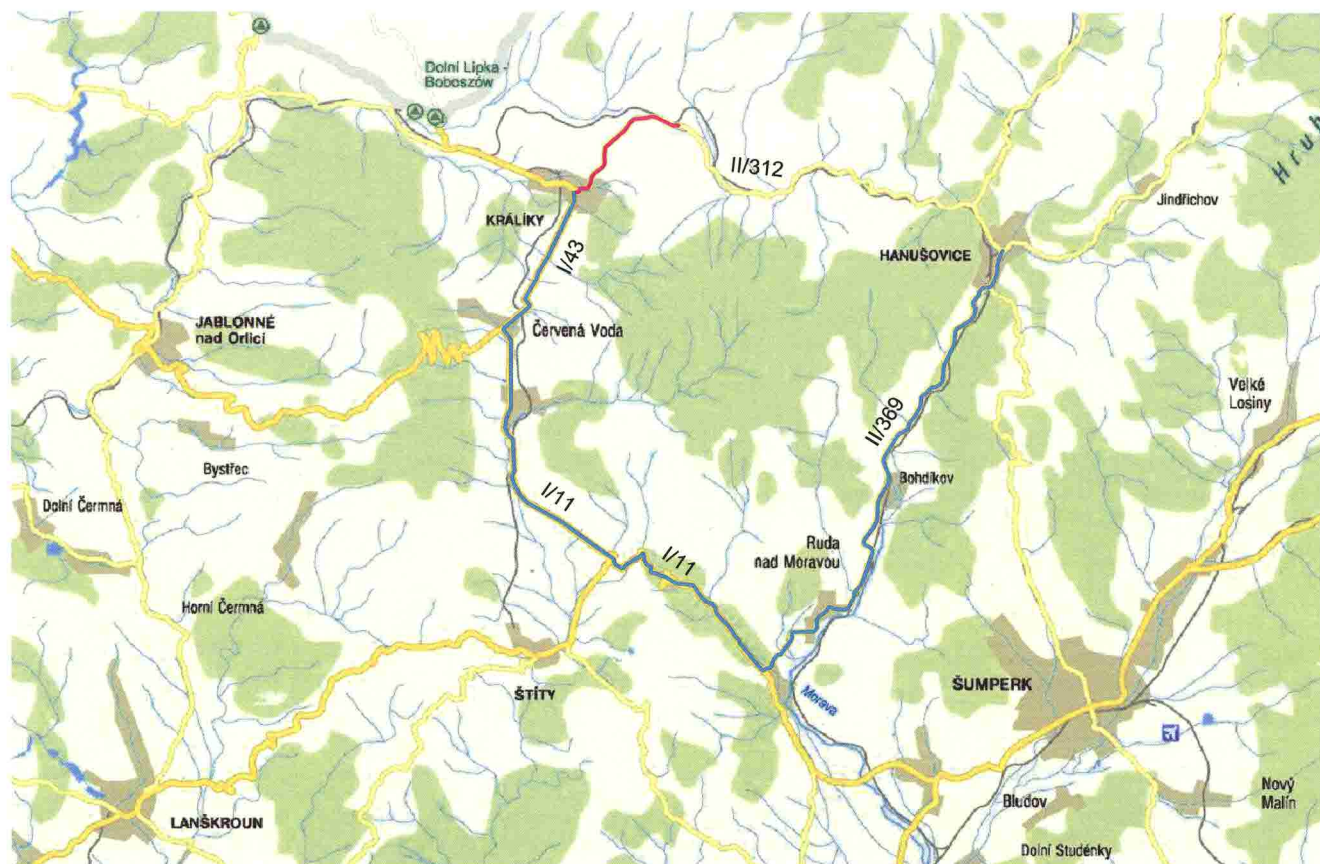 Dolní Lipka -
Boboszów
Hrub
II/312
Jindřichov
KRÁLÍKY
I/43
HANUŠOVICE
JABLONNÉ
nad Orlicí
Červená Voda
Velké
Losiny
II/369
Bystřec
Bohdíkov
I/11
Dolní Čermná
I/11
Ruda
nad Moravou
Horní Čermná
ŠTÍTY
ŠUMPERK
Morava
Nový
Malín
Bludov
LANŠKROUN
Dolní Studénky